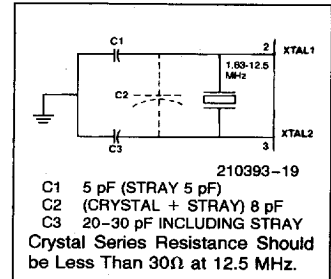 C1
2
XTAL1
1.83-12.5
MHz
C2
C3
3
XTAL2
210393-19
C1 5 pF (STRAY 5 pF)
C2 (CRYSTAL + STRAY) 8 pF
C3 20-30 pF INCLUDING STRAY
Crystal Series Resistance Should
be Less Than 30Ω at 12.5 MHz.